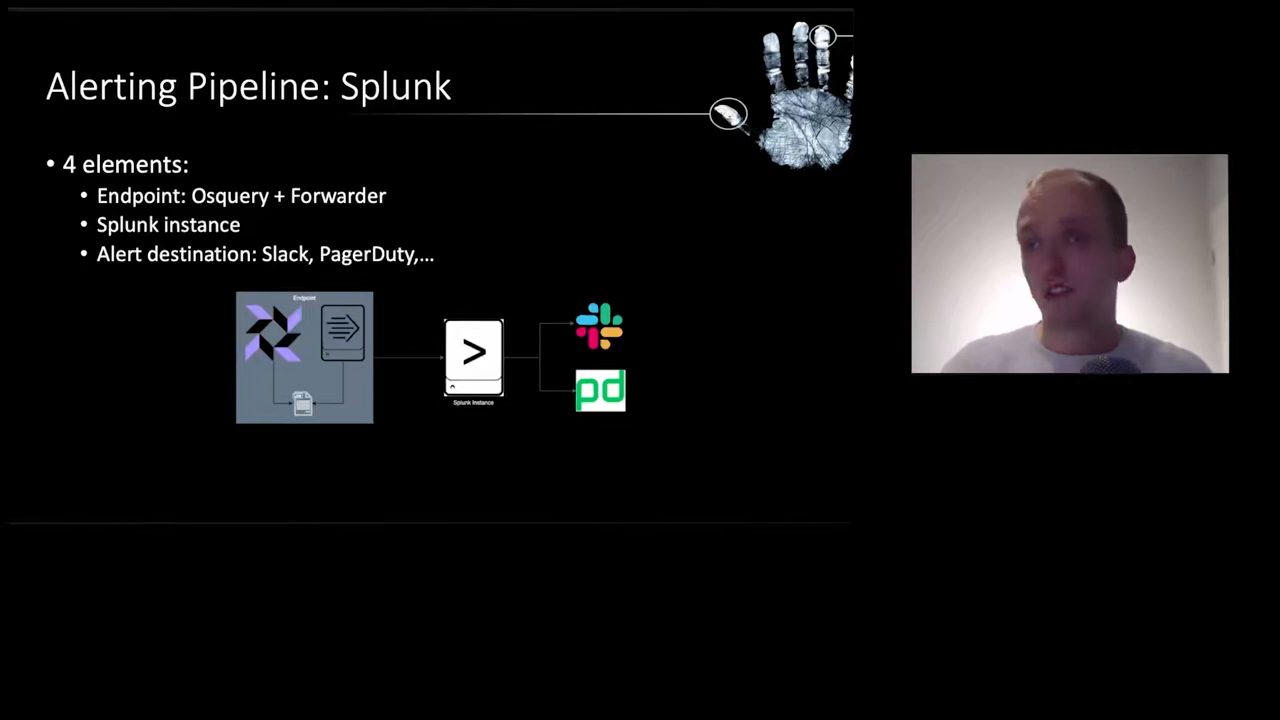 Alerting Pipeline: Splunk
• 4 elements:
• Endpoint: Osquery + Forwarder
• Splunk instance
• Alert destination: Slack, PagerDuty,...
Endpoint
>
Splunk Instance
pd